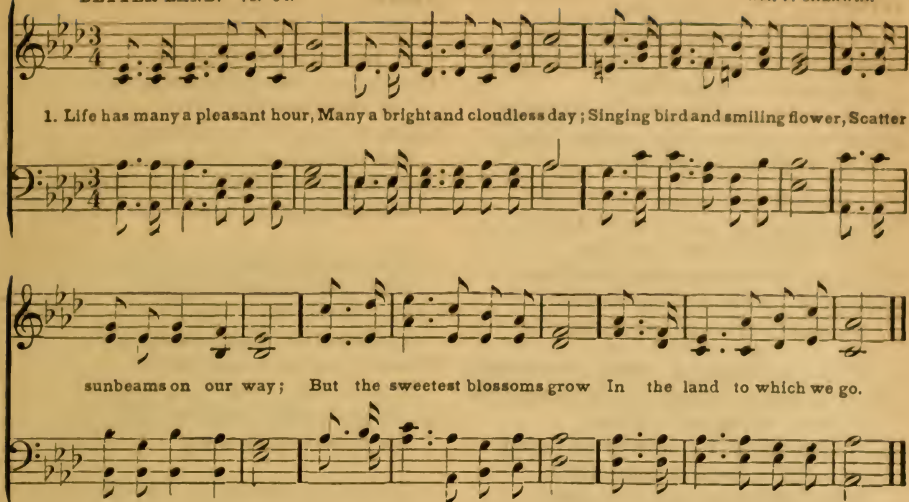 1. Life has many a pleasant hour, Many a bright and cloudless day; Singing bird and smiling flower, Scatter
sunbeams on our way; But the sweetest blossoms grow In the land to which we go.